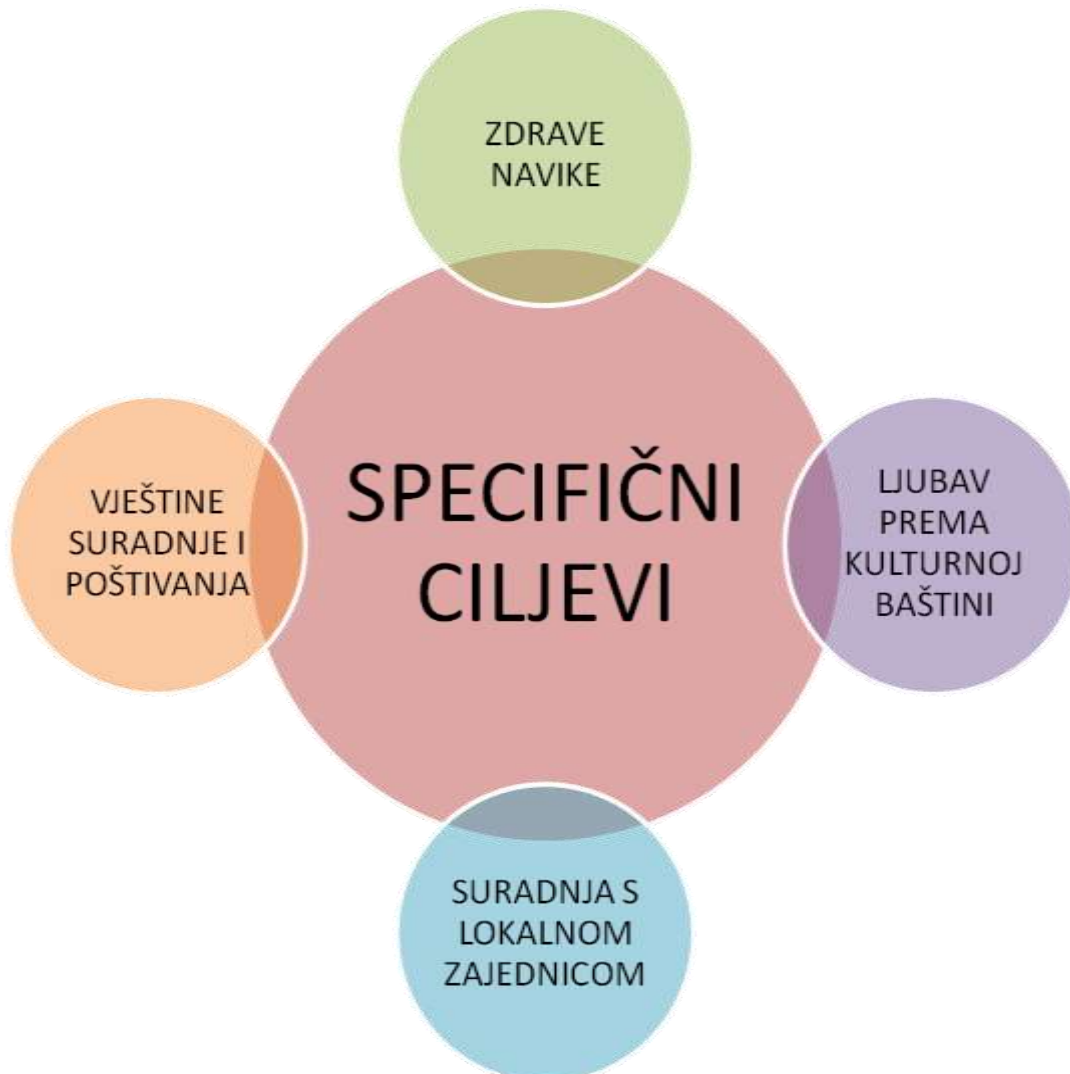 ZDRAVE
NAVIKE
VJEŠTINE
SURADNJE I
POŠTIVANJA
SPECIFIČNI
CILJEVI
LJUBAV
PREMA
KULTURNOJ
BAŠTINI
SURADNJA S
LOKALNOM
ZAJEDNICOM